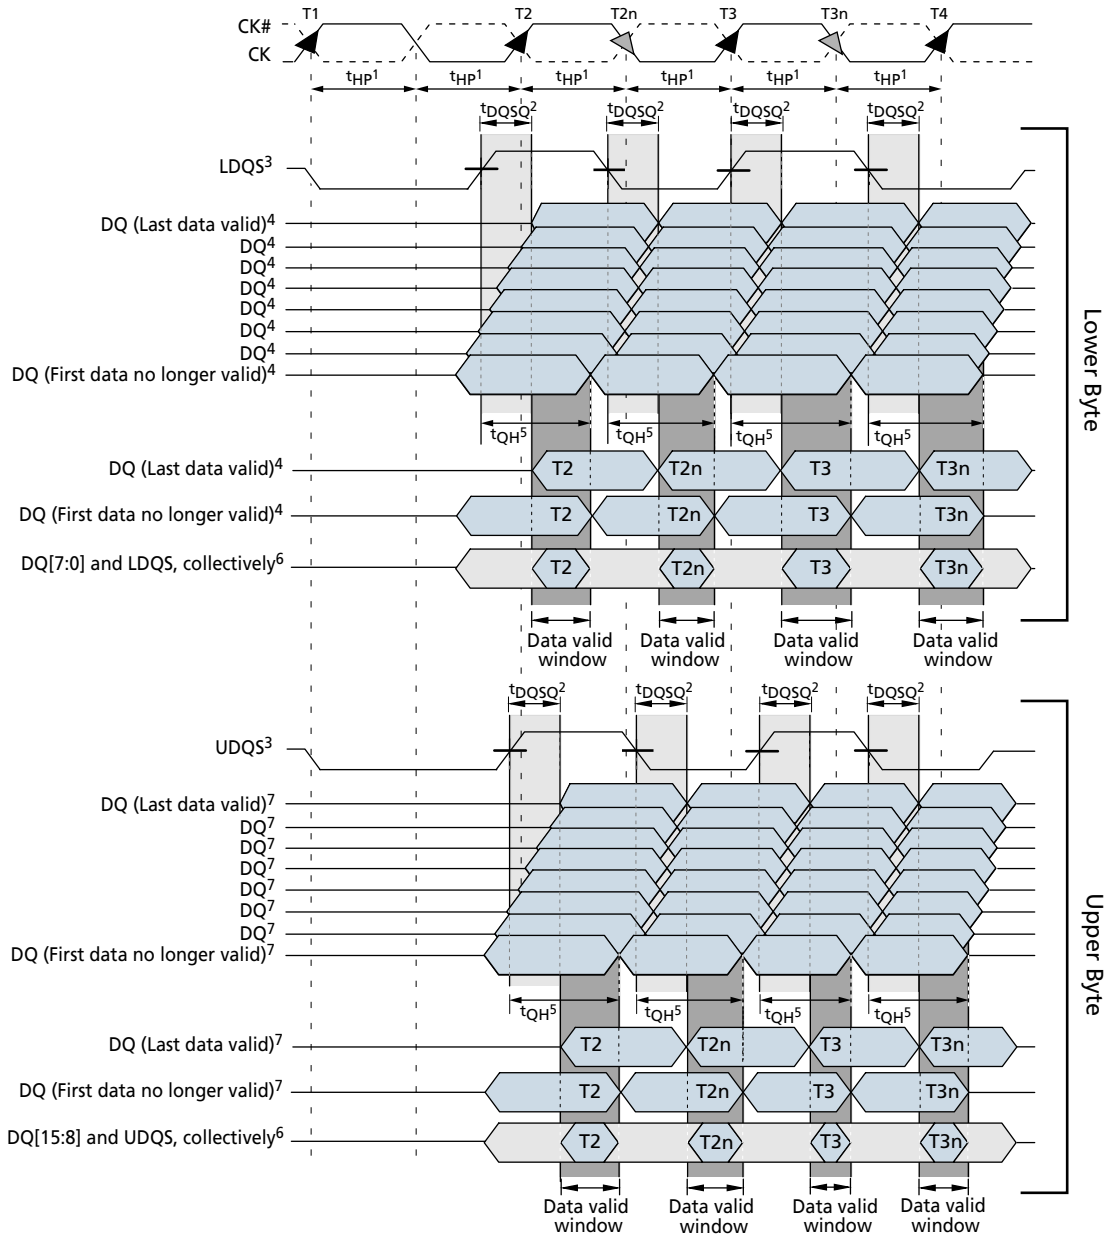 T1 T2 T2n T3 T3n T4
CK#
CK
tHP1 tHP1 tHP1 tHP1 tHP1 tHP1
tDQSQ2 tDQSQ2 tDQSQ2 tDQSQ2
LDQS3
DQ (Last data valid)4
DQ4
DQ4
DQ4
DQ4
DQ4
DQ4
DQ (First data no longer valid)4
tQH5 tQH5 tQH5 tQH5
DQ (Last data valid)4 T2 T2n T3 T3n
DQ (First data no longer valid)4 T2 T2n T3 T3n
DQ[7:0] and LDQS, collectively6 T2 T2n T3 T3n
Data valid window
Data valid window
Data valid window
Data valid window
Lower Byte
tDQSQ2 tDQSQ2 tDQSQ2 tDQSQ2
UDQS3
DQ (Last data valid)7
DQ7
DQ7
DQ7
DQ7
DQ7
DQ7
DQ (First data no longer valid)7
tQH5 tQH5 tQH5 tQH5
DQ (Last data valid)7 T2 T2n T3 T3n
DQ (First data no longer valid)7 T2 T2n T3 T3n
DQ[15:8] and UDQS, collectively6 T2 T2n T3 T3n
Data valid window
Data valid window
Data valid window
Data valid window
Upper Byte